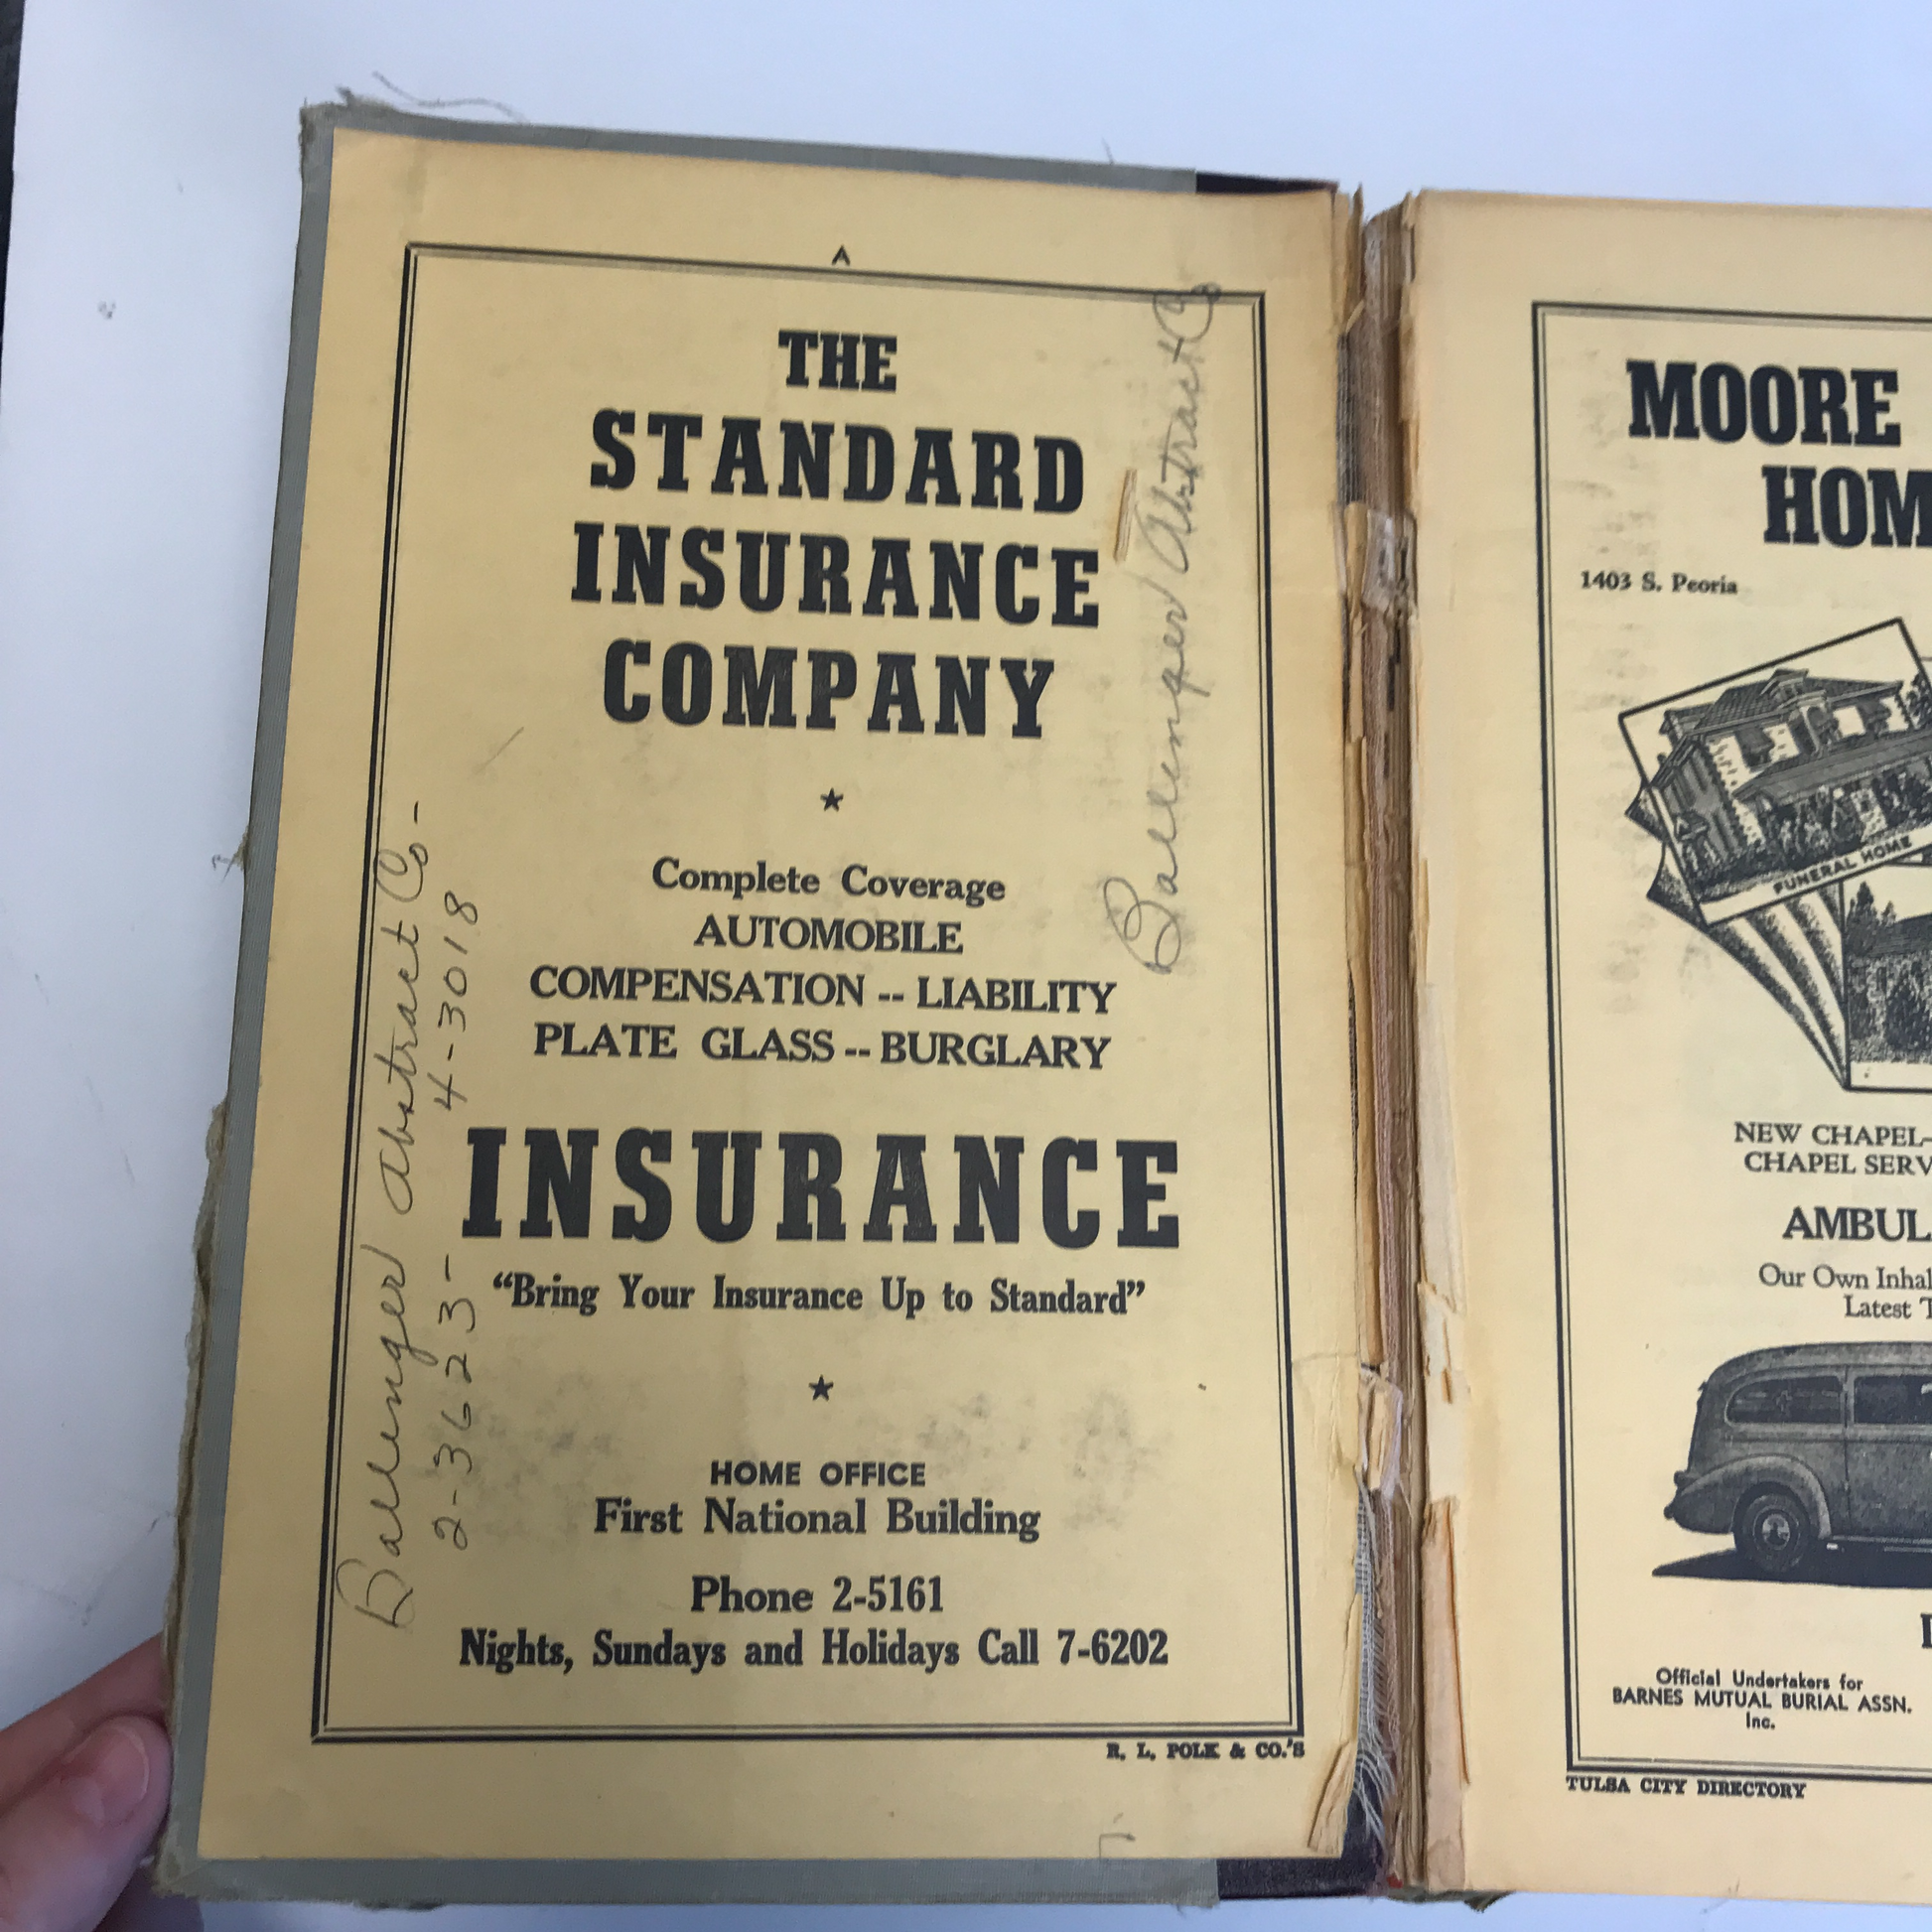 A
THE
STANDARD
INSURANCE
COMPANY
Complete Coverage
AUTOMOBILE
COMPENSATION -- LIABILITY
PLATE GLASS -- BURGLARY
INSURANCE
"Bring Your Insurance Up to Standard"
HOME OFFICE
First National Building
Phone 2-5161
Nights, Sundays and Holidays Call 7-6202
R. L. POLK & CO.'S
Ballenger Abstract Co -
2-3623- 4-3018
Ballenger Abstract Co
MOORE
HOM
1403 S. Peoria
FUNERAL HOME
NEW CHAPEL-
CHAPEL SERV
AMBUL
Our Own Inhal
Latest T
Official Undertakers for
BARNES MUTUAL BURIAL ASSN.
Inc.
TULSA CITY DIRECTORY